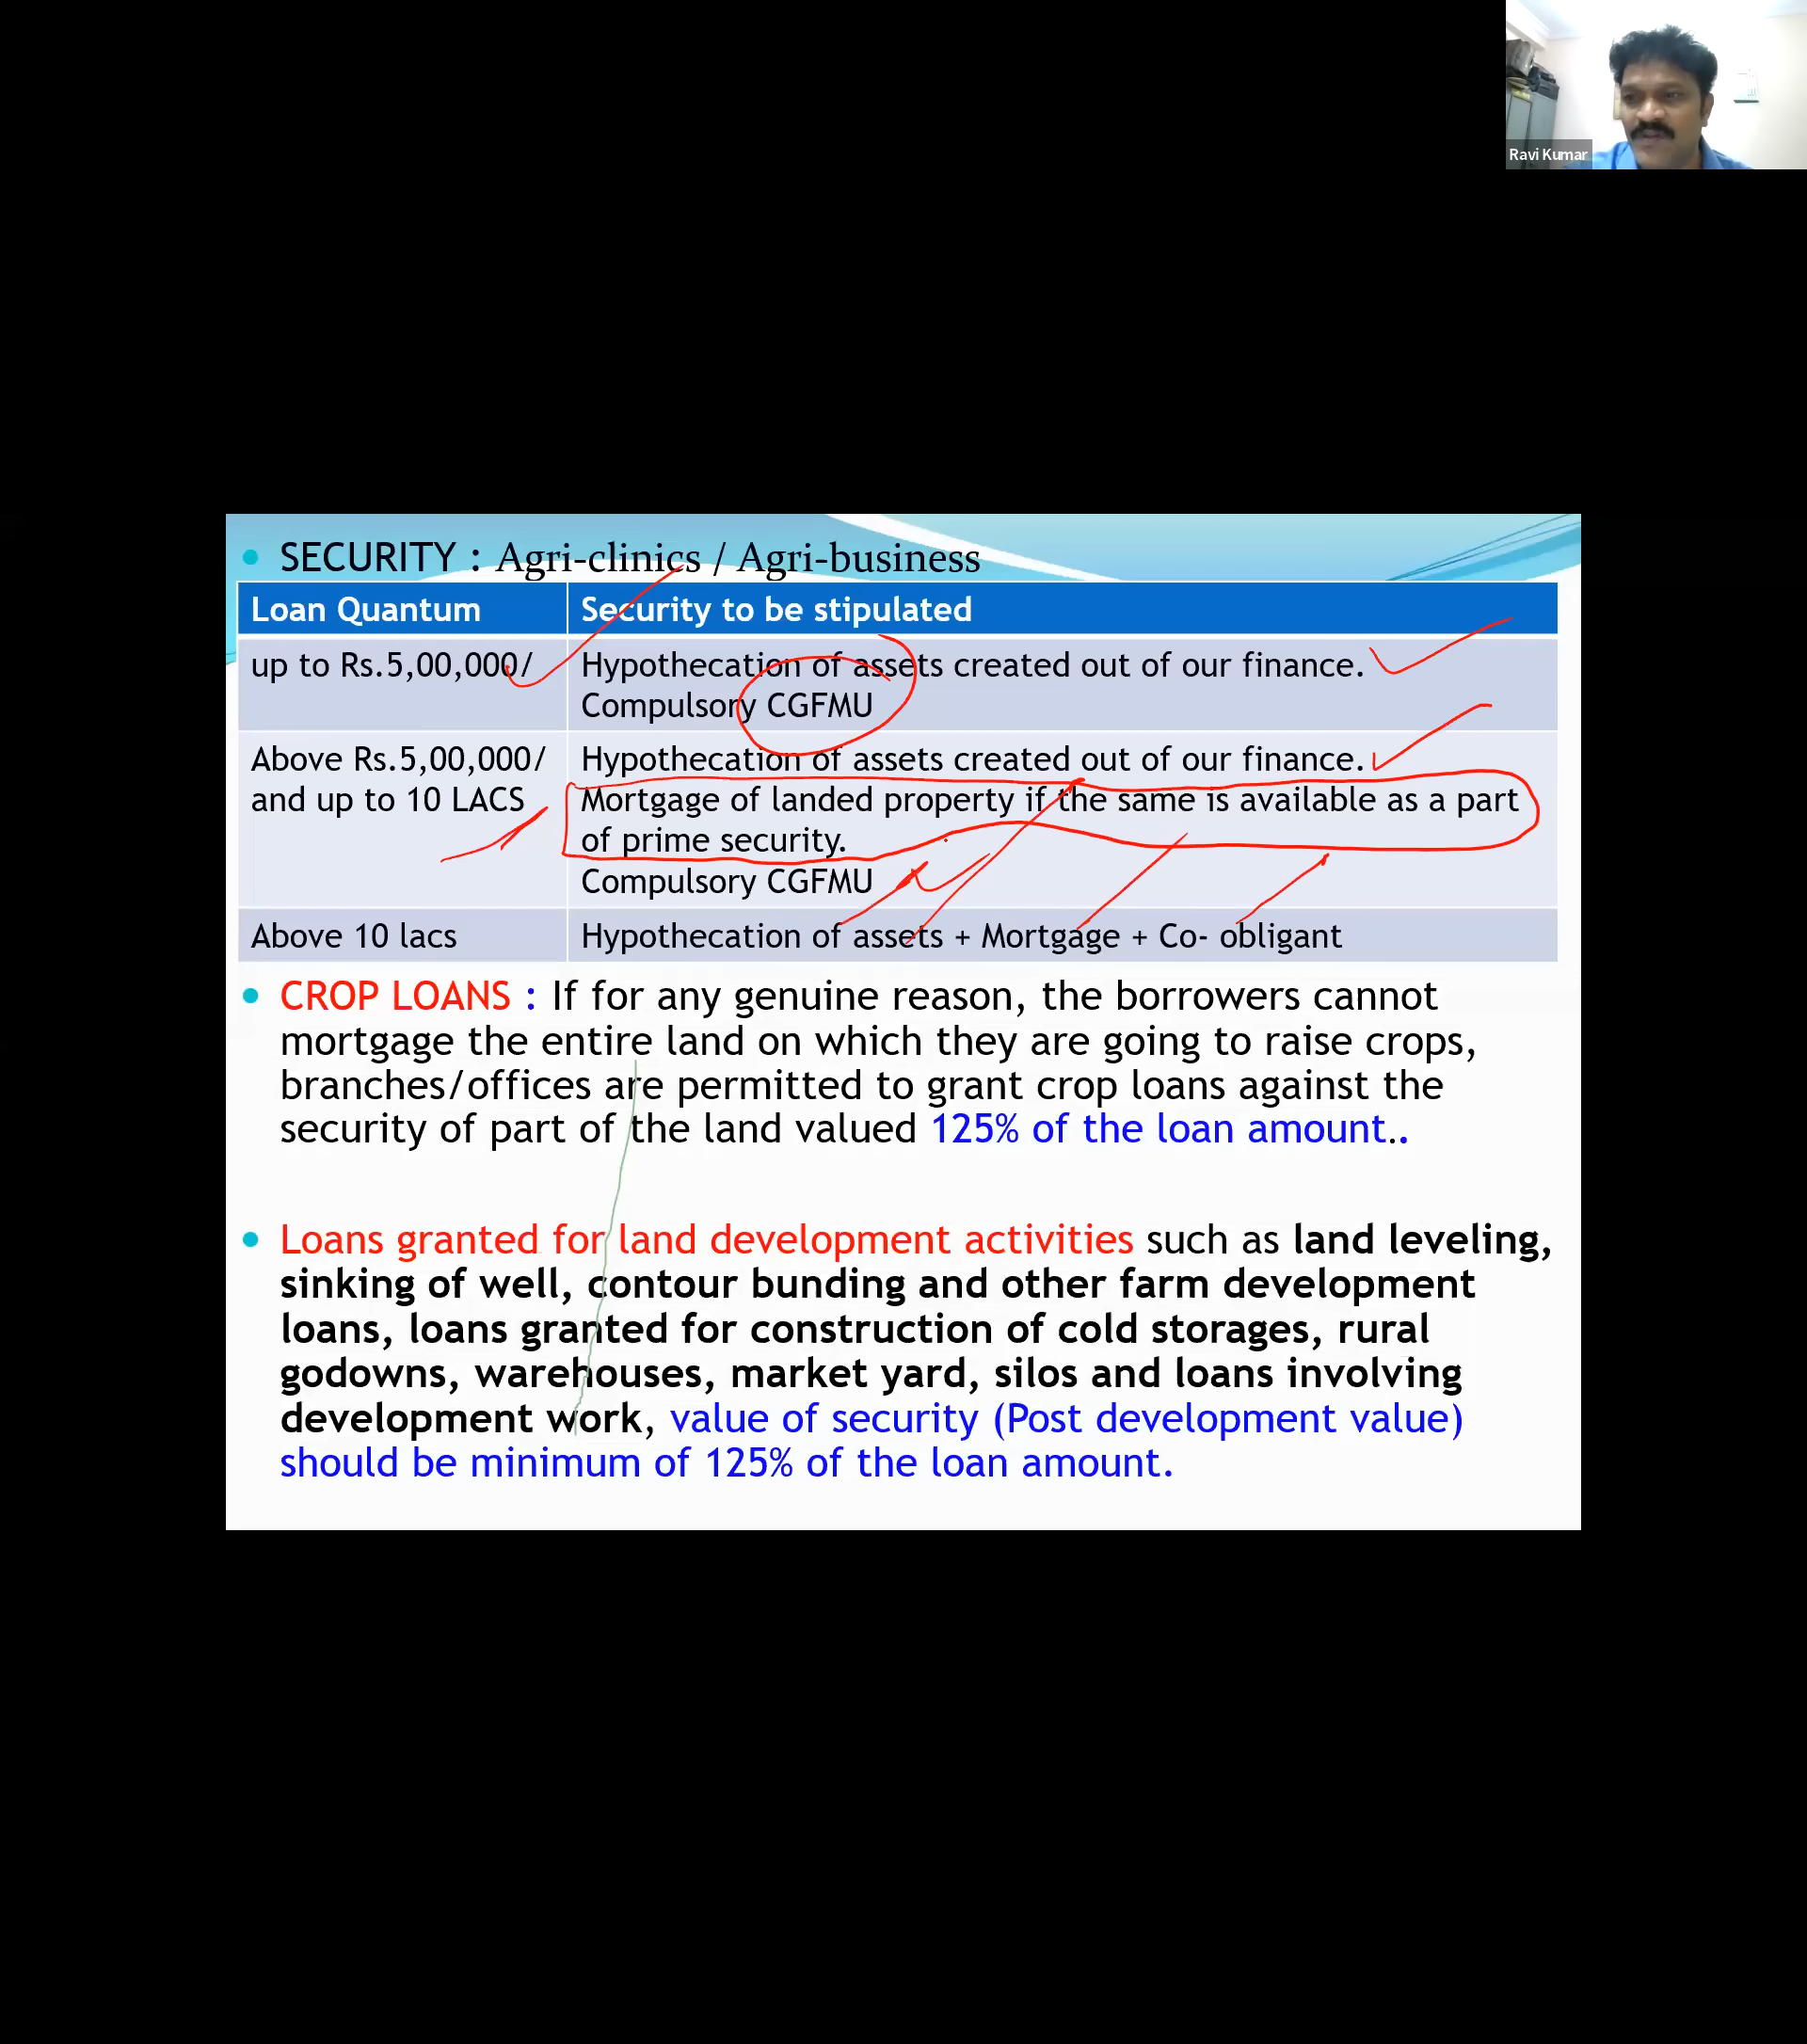 Ravi Kumar
• SECURITY : Agri-clinics / Agri-business
Loan Quantum
Security to be stipulated
up to Rs.5,00,000/
Hypothecation of assets created out of our finance.
Compulsory CGFMU
Above Rs.5,00,000/
and up to 10 LACS
Hypothecation of assets created out of our finance.
Mortgage of landed property if the same is available as a part
of prime security.
Compulsory CGFMU
Above 10 lacs
Hypothecation of assets + Mortgage + Co- obligant
• CROP LOANS : If for any genuine reason, the borrowers cannot
mortgage the entire land on which they are going to raise crops,
branches/offices are permitted to grant crop loans against the
security of part of the land valued 125% of the loan amount..
• Loans granted for land development activities such as land leveling,
sinking of well, contour bunding and other farm development
loans, loans granted for construction of cold storages, rural
godowns, warehouses, market yard, silos and loans involving
development work, value of security (Post development value)
should be minimum of 125% of the loan amount.